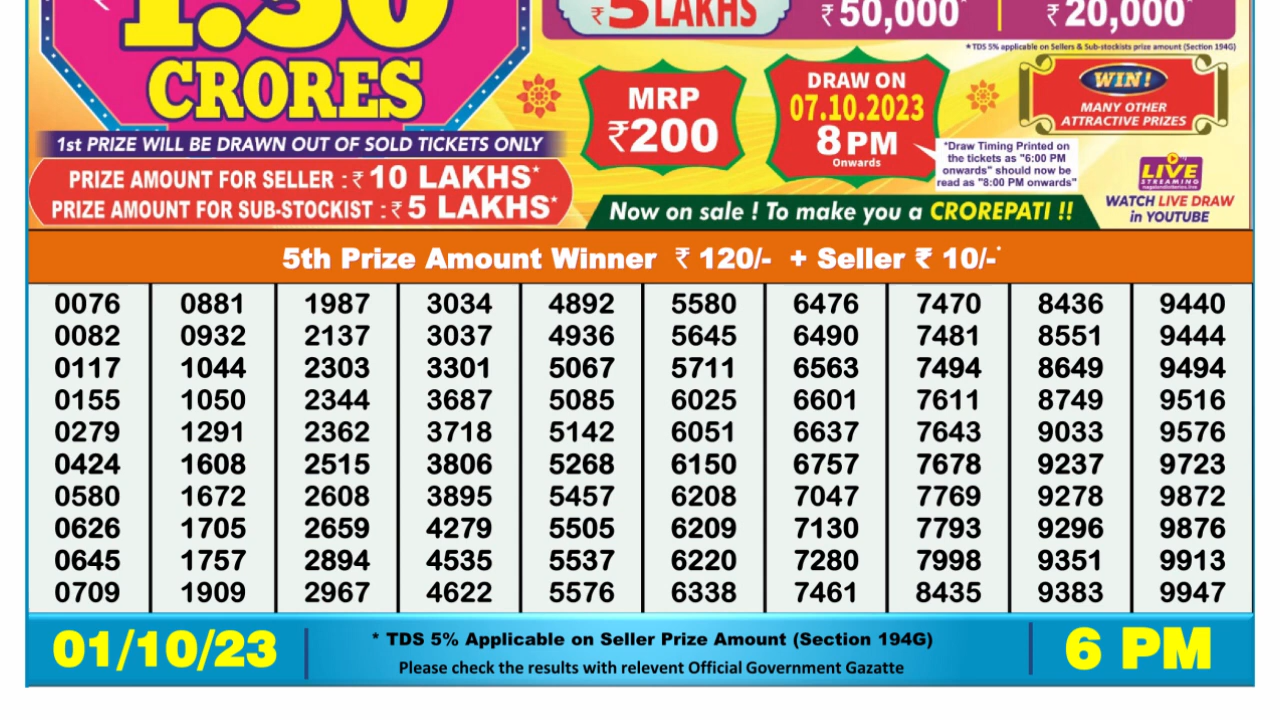 1.50
CRORES
1st PRIZE WILL BE DRAWN OUT OF SOLD TICKETS ONLY
PRIZE AMOUNT FOR SELLER : ₹ 10 LAKHS*
PRIZE AMOUNT FOR SUB-STOCKIST : ₹ 5 LAKHS*
₹ 5 LAKHS
₹ 50,000*
₹ 20,000*
*TDS 5% applicable on Sellers & Sub-stockists prize amount (Section 194G)
MRP
₹200
DRAW ON
07.10.2023
8 PM
Onwards
*Draw Timing Printed on
the tickets as "6:00 PM
onwards" should now be
read as "8:00 PM onwards"
WIN!
MANY OTHER
ATTRACTIVE PRIZES
LIVE
STREAMING
WATCH LIVE DRAW
in YOUTUBE
Now on sale ! To make you a CROREPATI !!
5th Prize Amount Winner ₹ 120/- + Seller ₹ 10/-*
0076 0881 1987 3034 4892 5580 6476 7470 8436 9440
0082 0932 2137 3037 4936 5645 6490 7481 8551 9444
0117 1044 2303 3301 5067 5711 6563 7494 8649 9494
0155 1050 2344 3687 5085 6025 6601 7611 8749 9516
0279 1291 2362 3718 5142 6051 6637 7643 9033 9576
0424 1608 2515 3806 5268 6150 6757 7678 9237 9723
0580 1672 2608 3895 5457 6208 7047 7769 9278 9872
0626 1705 2659 4279 5505 6209 7130 7793 9296 9876
0645 1757 2894 4535 5537 6220 7280 7998 9351 9913
0709 1909 2967 4622 5576 6338 7461 8435 9383 9947
01/10/23
* TDS 5% Applicable on Seller Prize Amount (Section 194G)
Please check the results with relevent Official Government Gazatte
6 PM